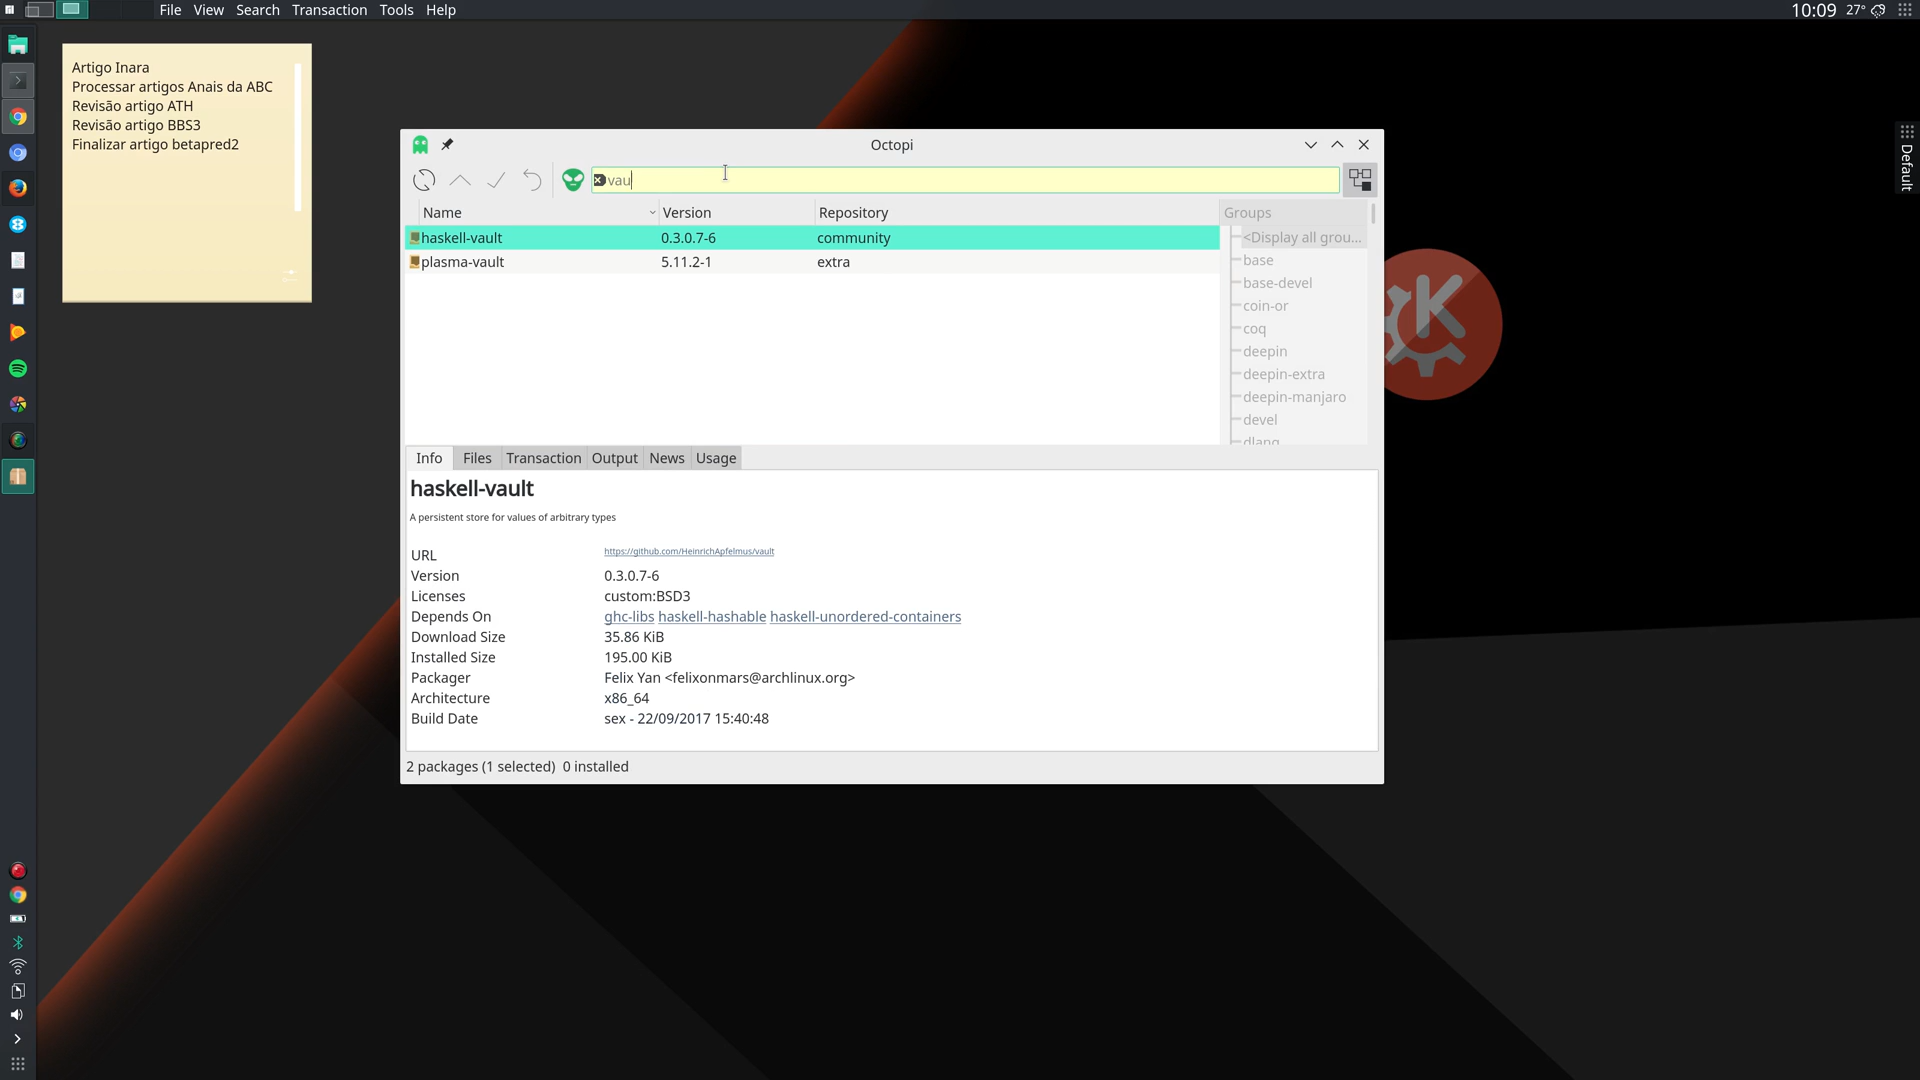 File View Search Transaction Tools Help
10:09 27°
Artigo Inara
Processar artigos Anais da ABC
Revisão artigo ATH
Revisão artigo BBS3
Finalizar artigo betapred2
Default
Octopi
vau
Name Version Repository
haskell-vault 0.3.0.7-6 community
plasma-vault 5.11.2-1 extra
Groups
<Display all grou...
base
base-devel
coin-or
coq
deepin
deepin-extra
deepin-manjaro
devel
dlang
Info Files Transaction Output News Usage
haskell-vault
A persistent store for values of arbitrary types
URL https://github.com/HeinrichApfelmus/vault
Version 0.3.0.7-6
Licenses custom:BSD3
Depends On ghc-libs haskell-hashable haskell-unordered-containers
Download Size 35.86 KiB
Installed Size 195.00 KiB
Packager Felix Yan <felixonmars@archlinux.org>
Architecture x86_64
Build Date sex - 22/09/2017 15:40:48
2 packages (1 selected) 0 installed